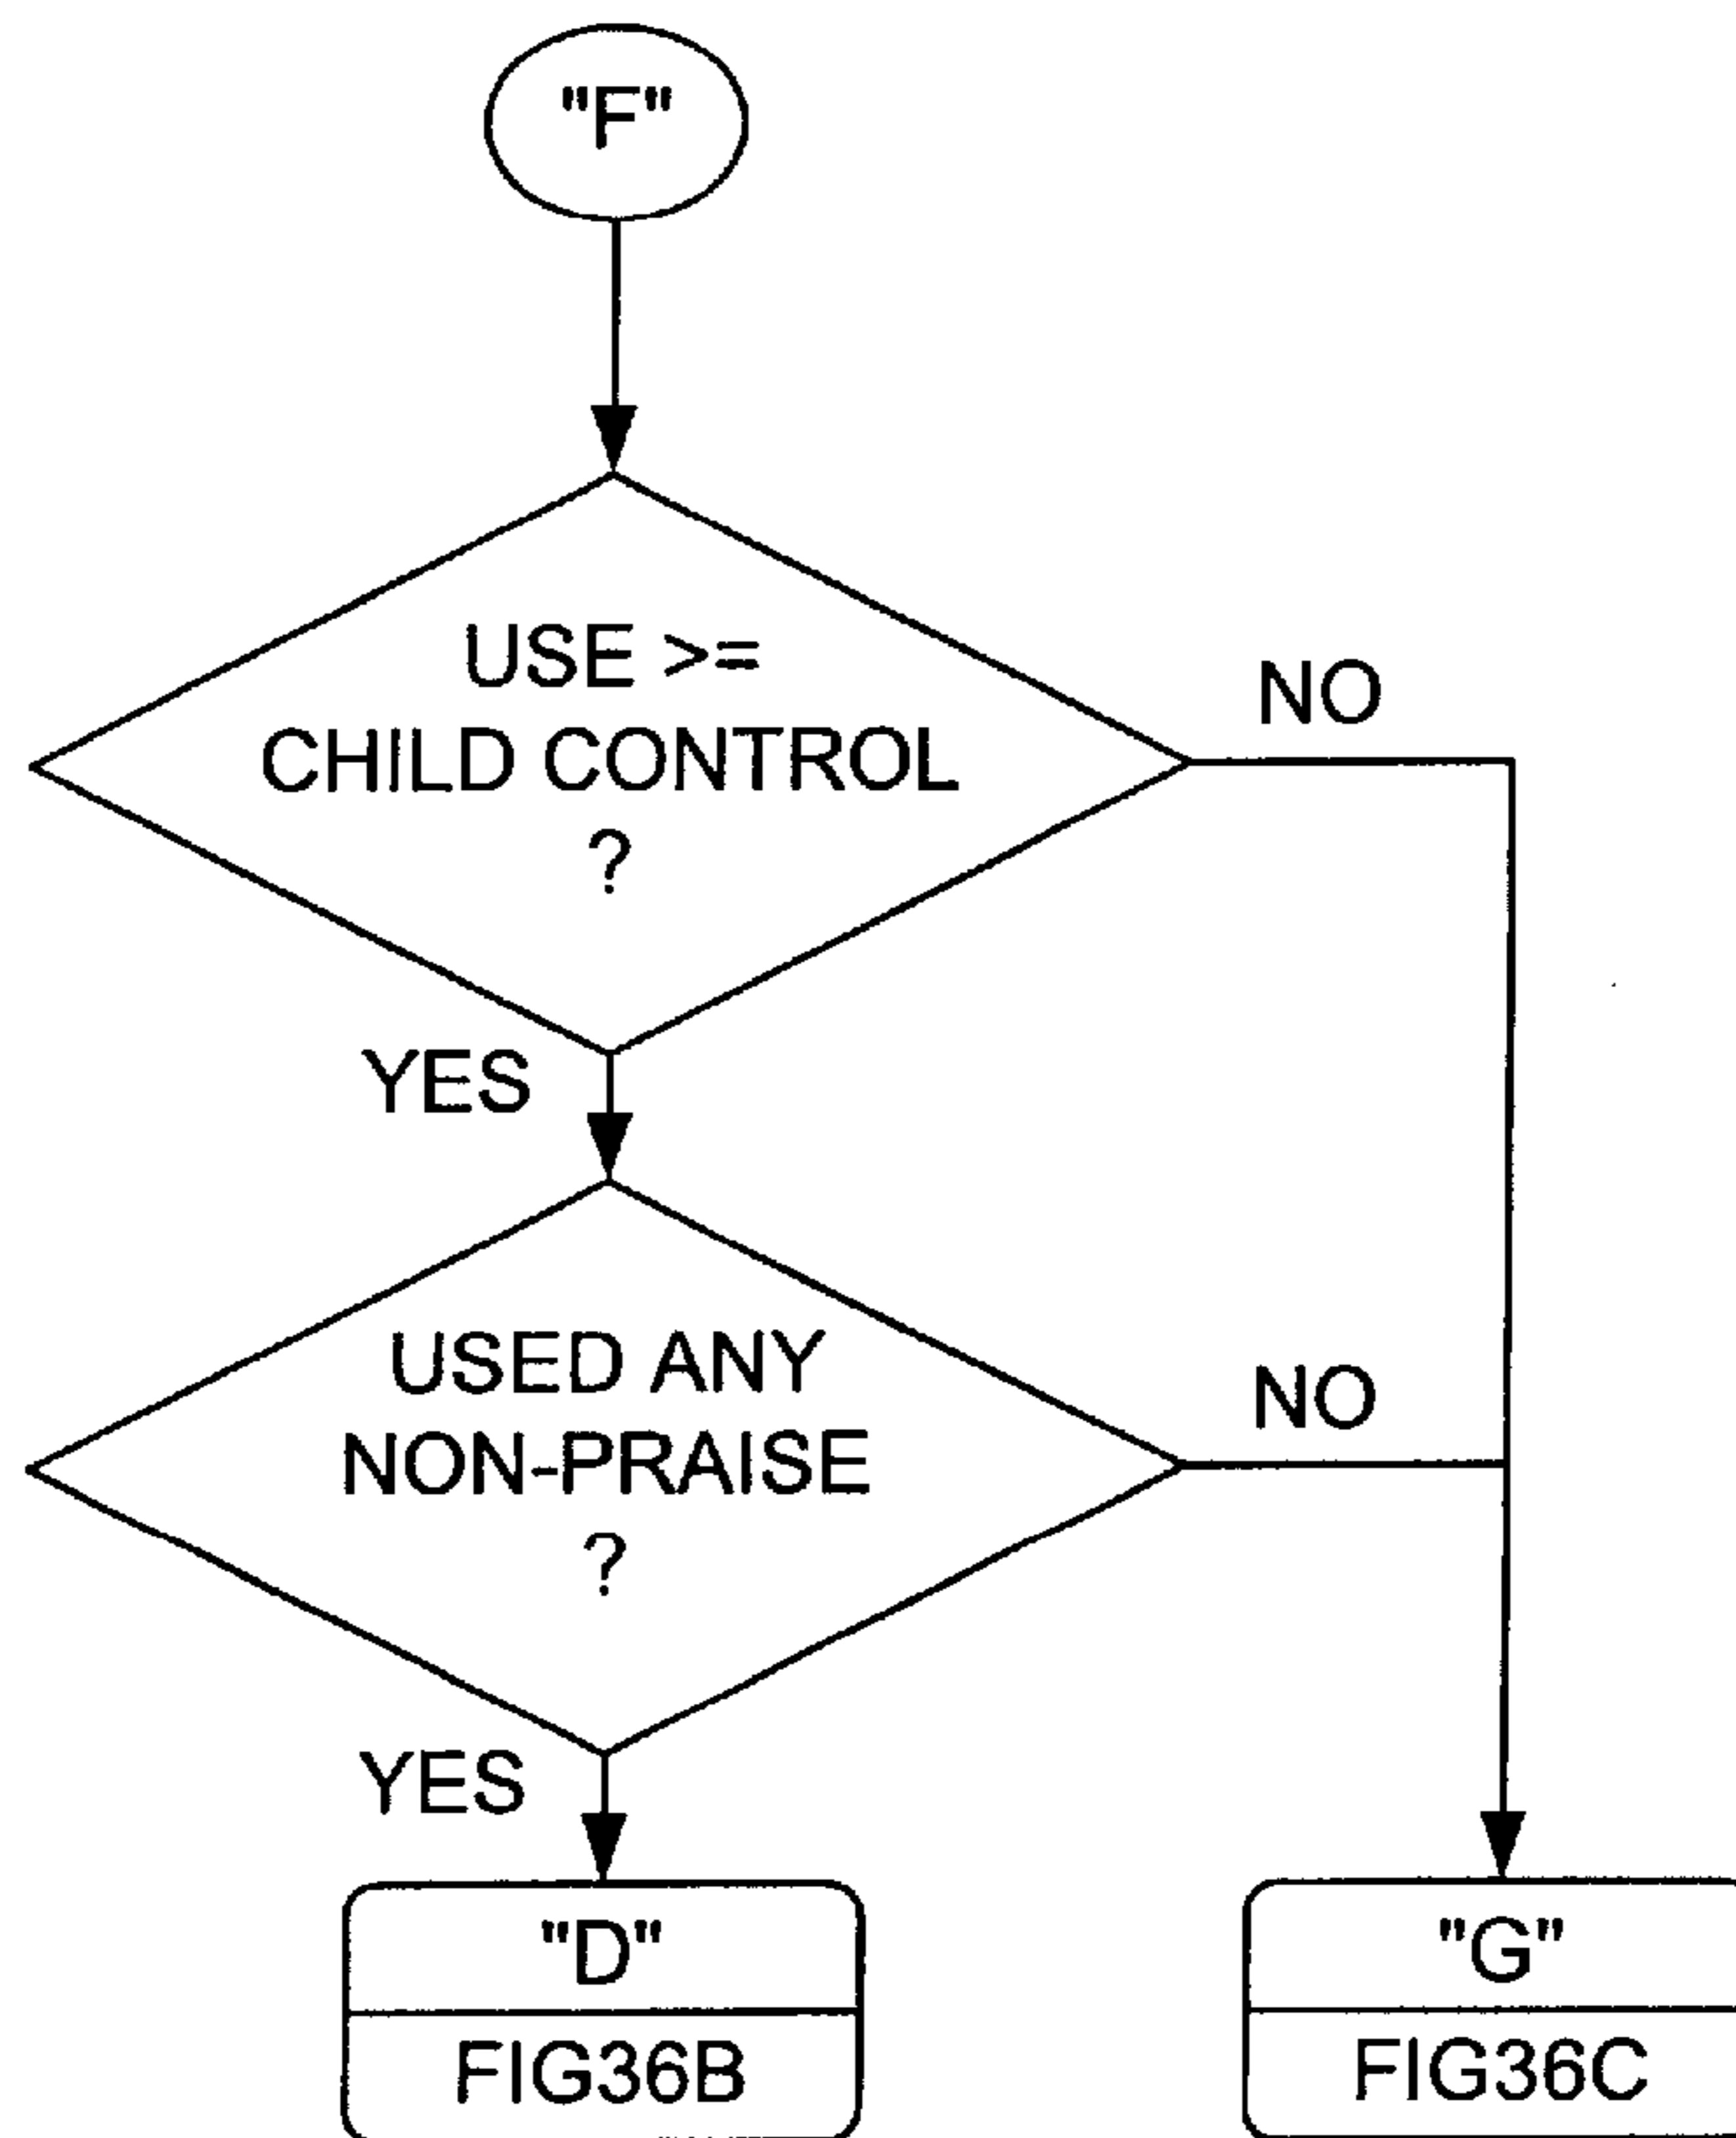 "F"
USE >=
CHILD CONTROL
?
NO
YES
USED ANY
NON-PRAISE
?
NO
YES
"D"
FIG36B
"G"
FIG36C